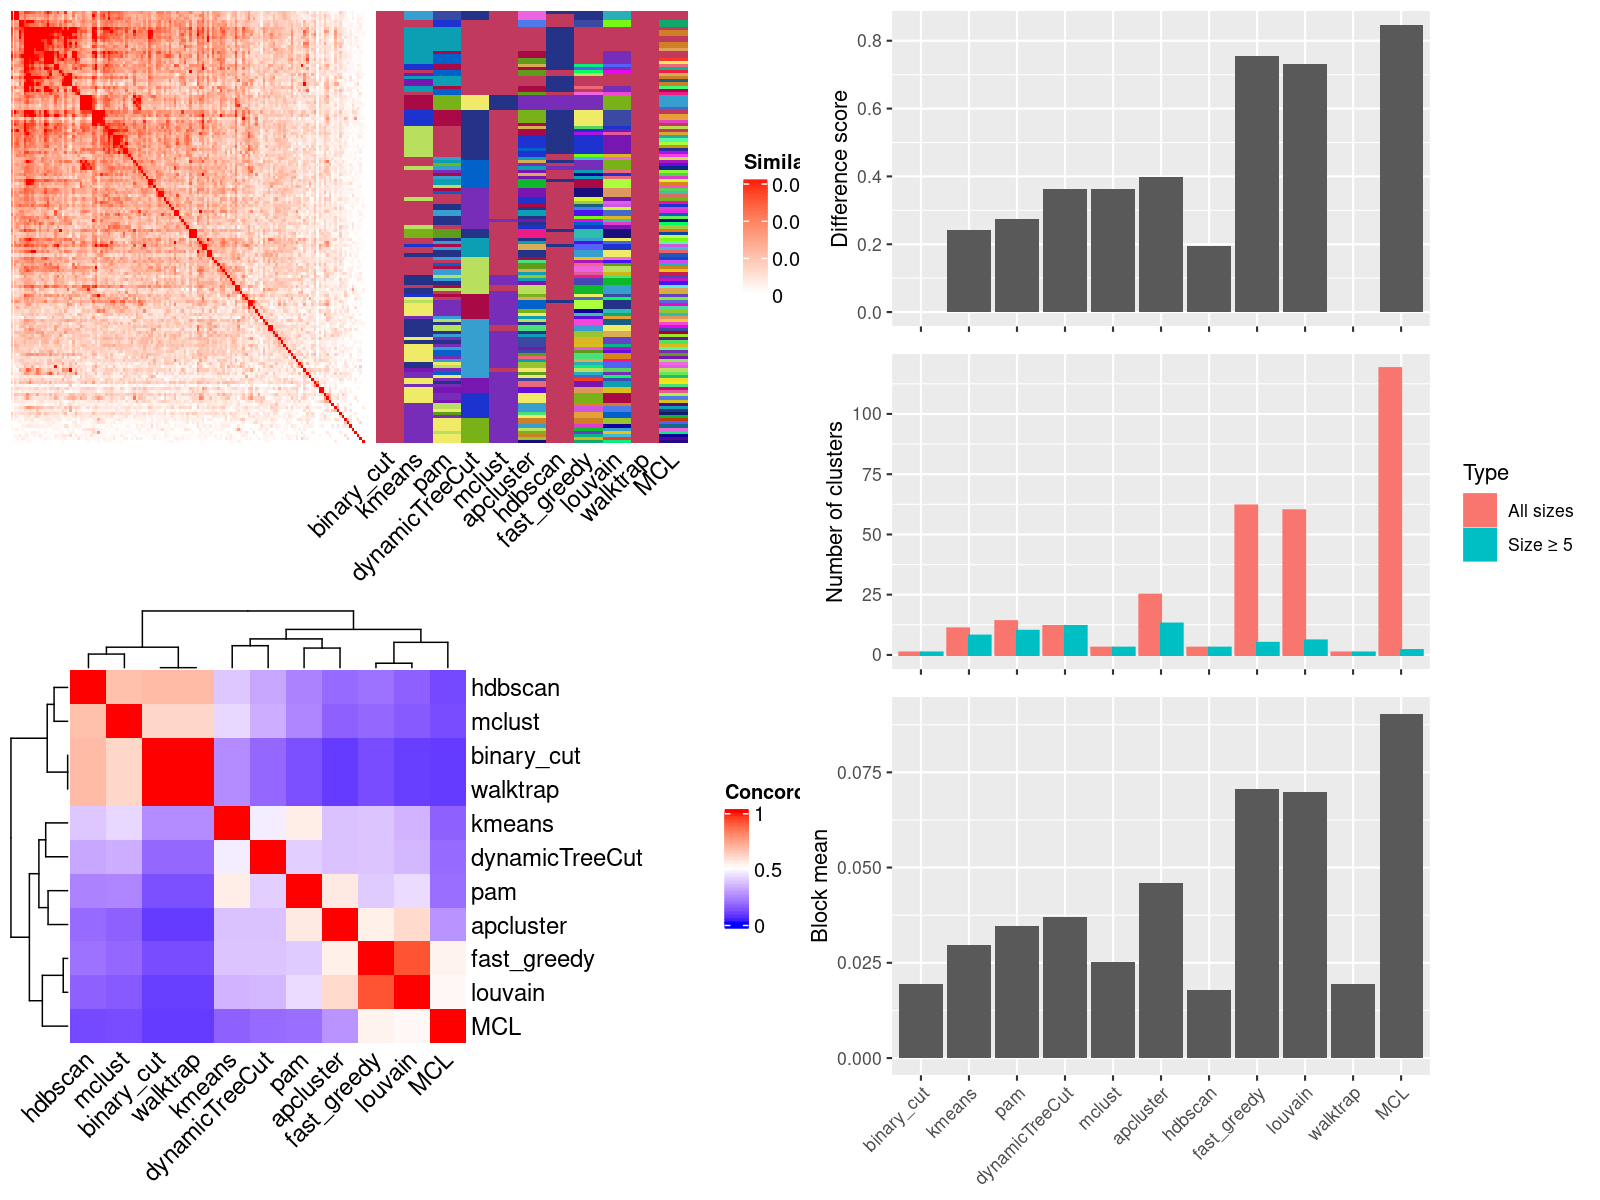 Simila
0.0
0.0
0.0
0
binary_cut
kmeans
pam
dynamicTreeCut
mclust
apcluster
hdbscan
fast_greedy
louvain
walktrap
MCL
hdbscan
mclust
binary_cut
walktrap
kmeans
dynamicTreeCut
pam
apcluster
fast_greedy
louvain
MCL
hdbscan
mclust
binary_cut
walktrap
kmeans
dynamicTreeCut
pam
apcluster
fast_greedy
louvain
MCL
Concord
1
0.5
0
Difference score
0.8
0.6
0.4
0.2
0.0
Number of clusters
100
75
50
25
0
Type
All sizes
Size ≥ 5
Block mean
0.075
0.050
0.025
0.000
binary_cut
kmeans
pam
dynamicTreeCut
mclust
apcluster
hdbscan
fast_greedy
louvain
walktrap
MCL